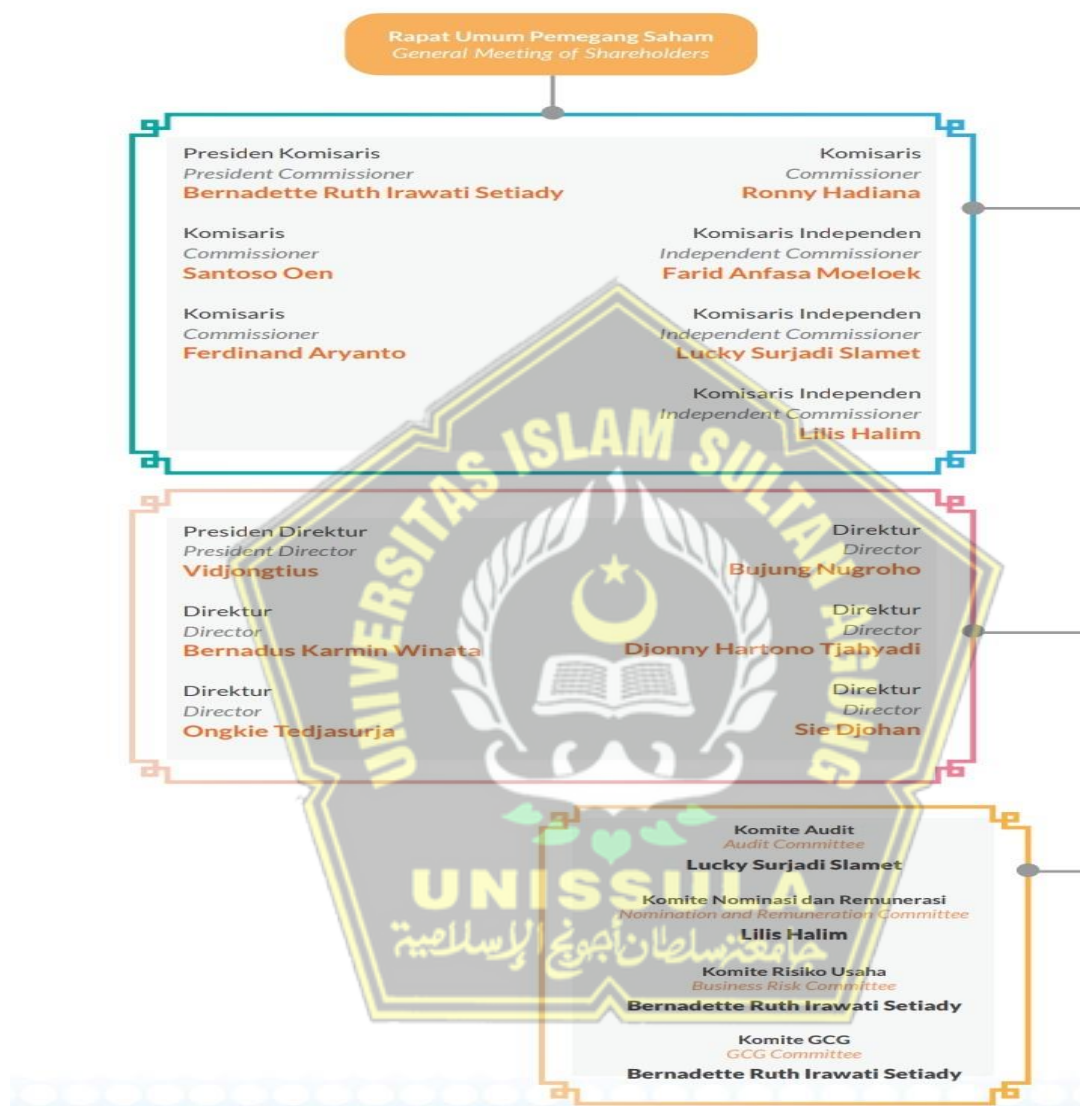 Rapat Umum Pemegang Saham
General Meeting of Shareholders
Presiden Komisaris
President Commissioner
Bernadette Ruth Irawati Setiady
Komisaris
Commissioner
Santoso Oen
Komisaris
Commissioner
Ferdinand Aryanto
Komisaris
Commissioner
Ronny Hadiana
Komisaris Independen
Independent Commissioner
Farid Anfasa Moeloek
Komisaris Independen
Independent Commissioner
Lucky Surjadi Slamet
Komisaris Independen
Independent Commissioner
Lilis Halim
Presiden Direktur
President Director
Vidjongtius
Direktur
Director
Bernadus Karmin Winata
Direktur
Director
Ongkie Tedjasurja
Direktur
Director
Bujung Nugroho
Direktur
Director
Djonny Hartono Tjahyadi
Direktur
Director
Sie Djohan
Komite Audit
Audit Committee
Lucky Surjadi Slamet
Komite Nominasi dan Remunerasi
Nomination and Remuneration Committee
Lilis Halim
Komite Risiko Usaha
Business Risk Committee
Bernadette Ruth Irawati Setiady
Komite GCG
GCG Committee
Bernadette Ruth Irawati Setiady
UNIVERSITAS ISLAM SULTAN AGUNG
UNISSULA
جامعة سلطان أجونج الإسلامية